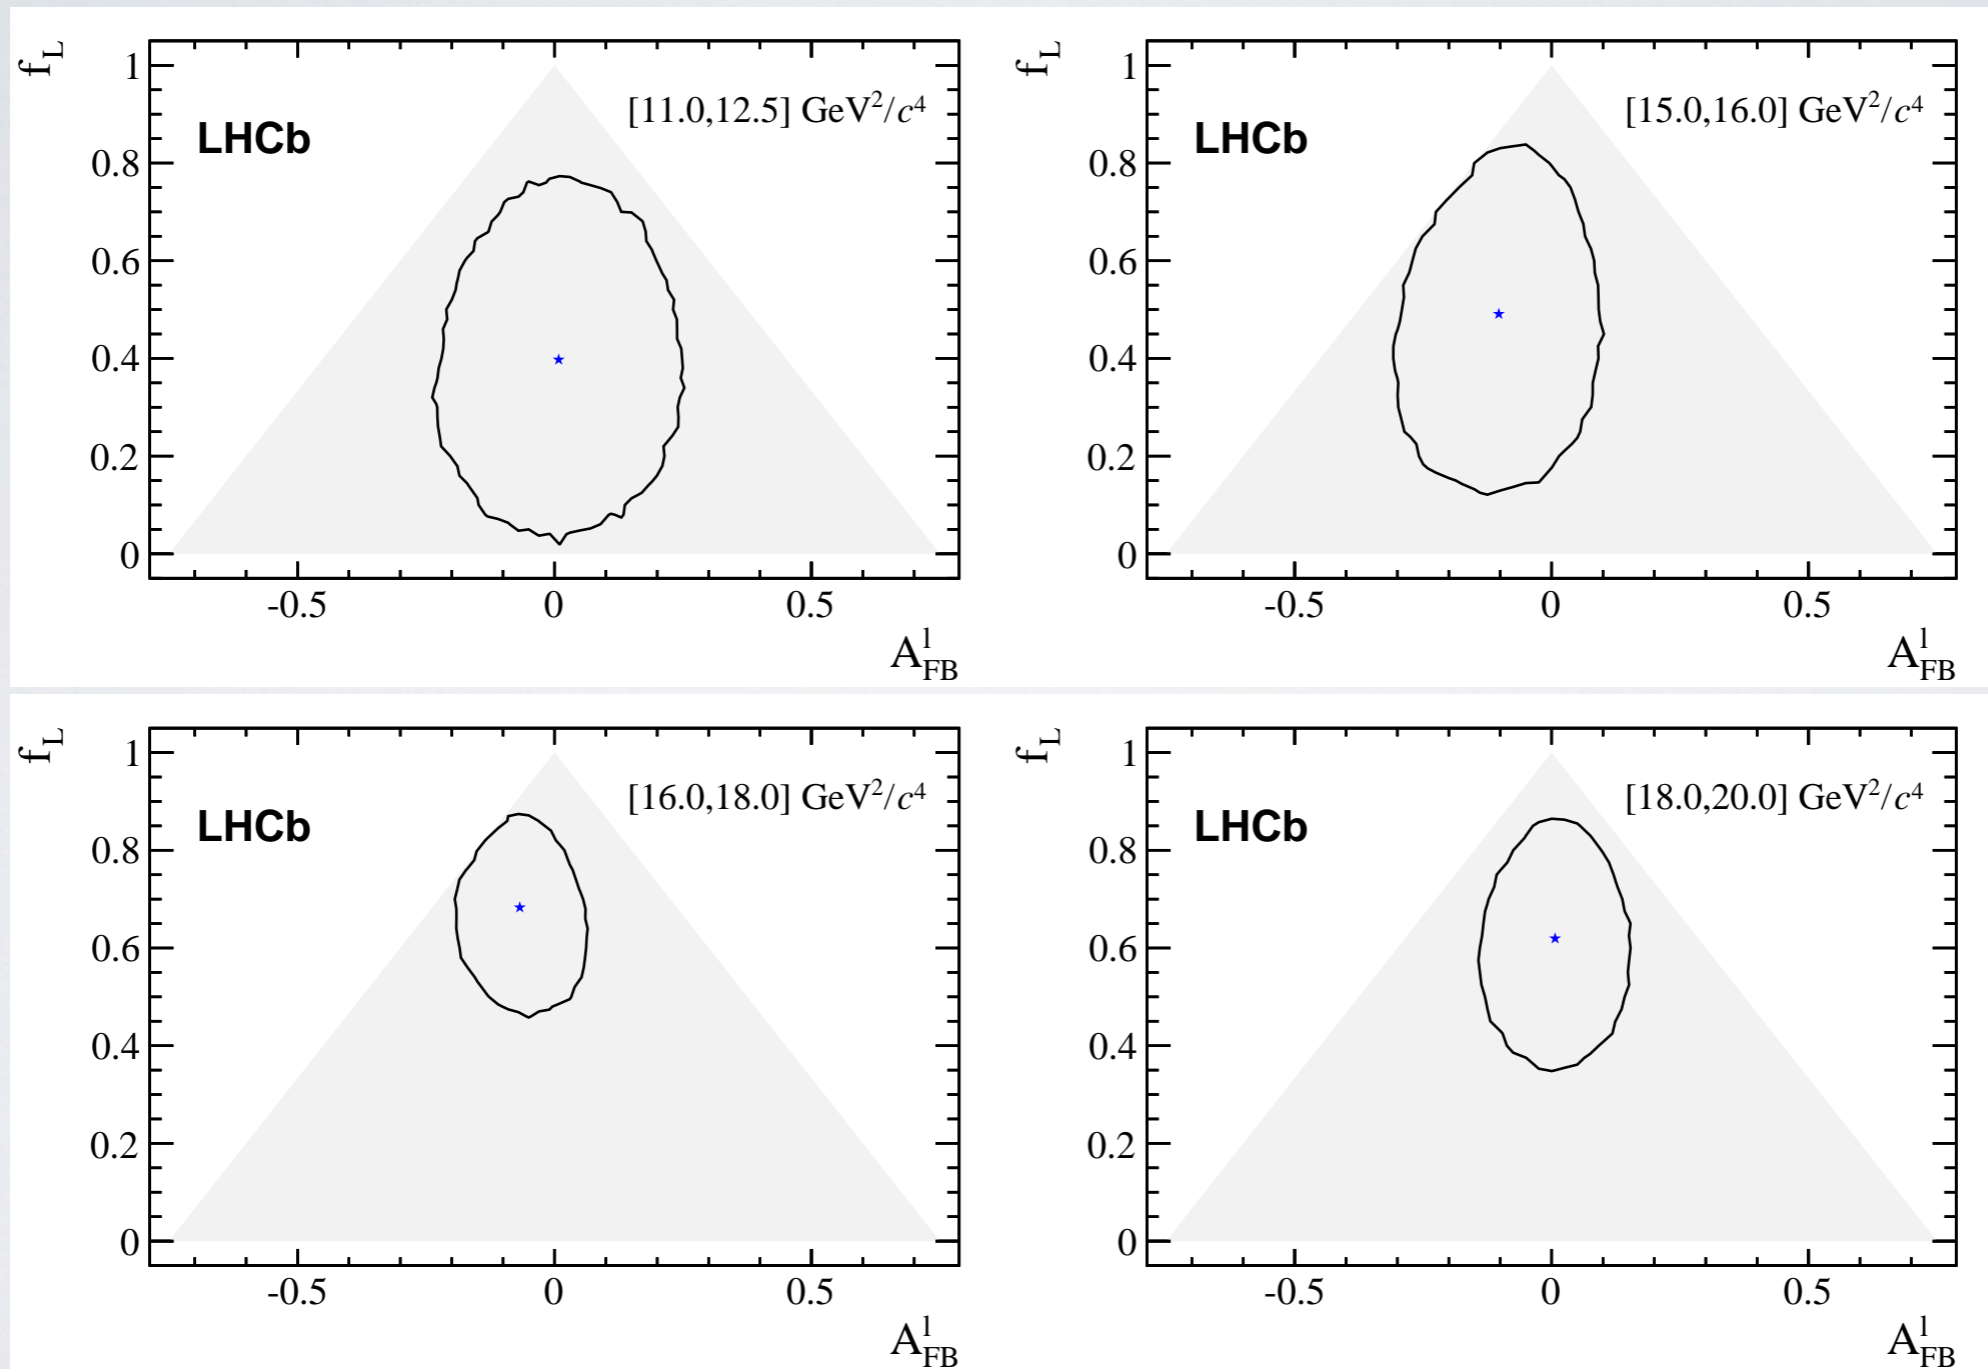 f_L
1
0.8
0.6
0.4
0.2
0
LHCb
[11.0,12.5] GeV²/c⁴
-0.5 0 0.5
A^l_FB
f_L
1
0.8
0.6
0.4
0.2
0
LHCb
[15.0,16.0] GeV²/c⁴
-0.5 0 0.5
A^l_FB
f_L
1
0.8
0.6
0.4
0.2
0
LHCb
[16.0,18.0] GeV²/c⁴
-0.5 0 0.5
A^l_FB
f_L
1
0.8
0.6
0.4
0.2
0
LHCb
[18.0,20.0] GeV²/c⁴
-0.5 0 0.5
A^l_FB